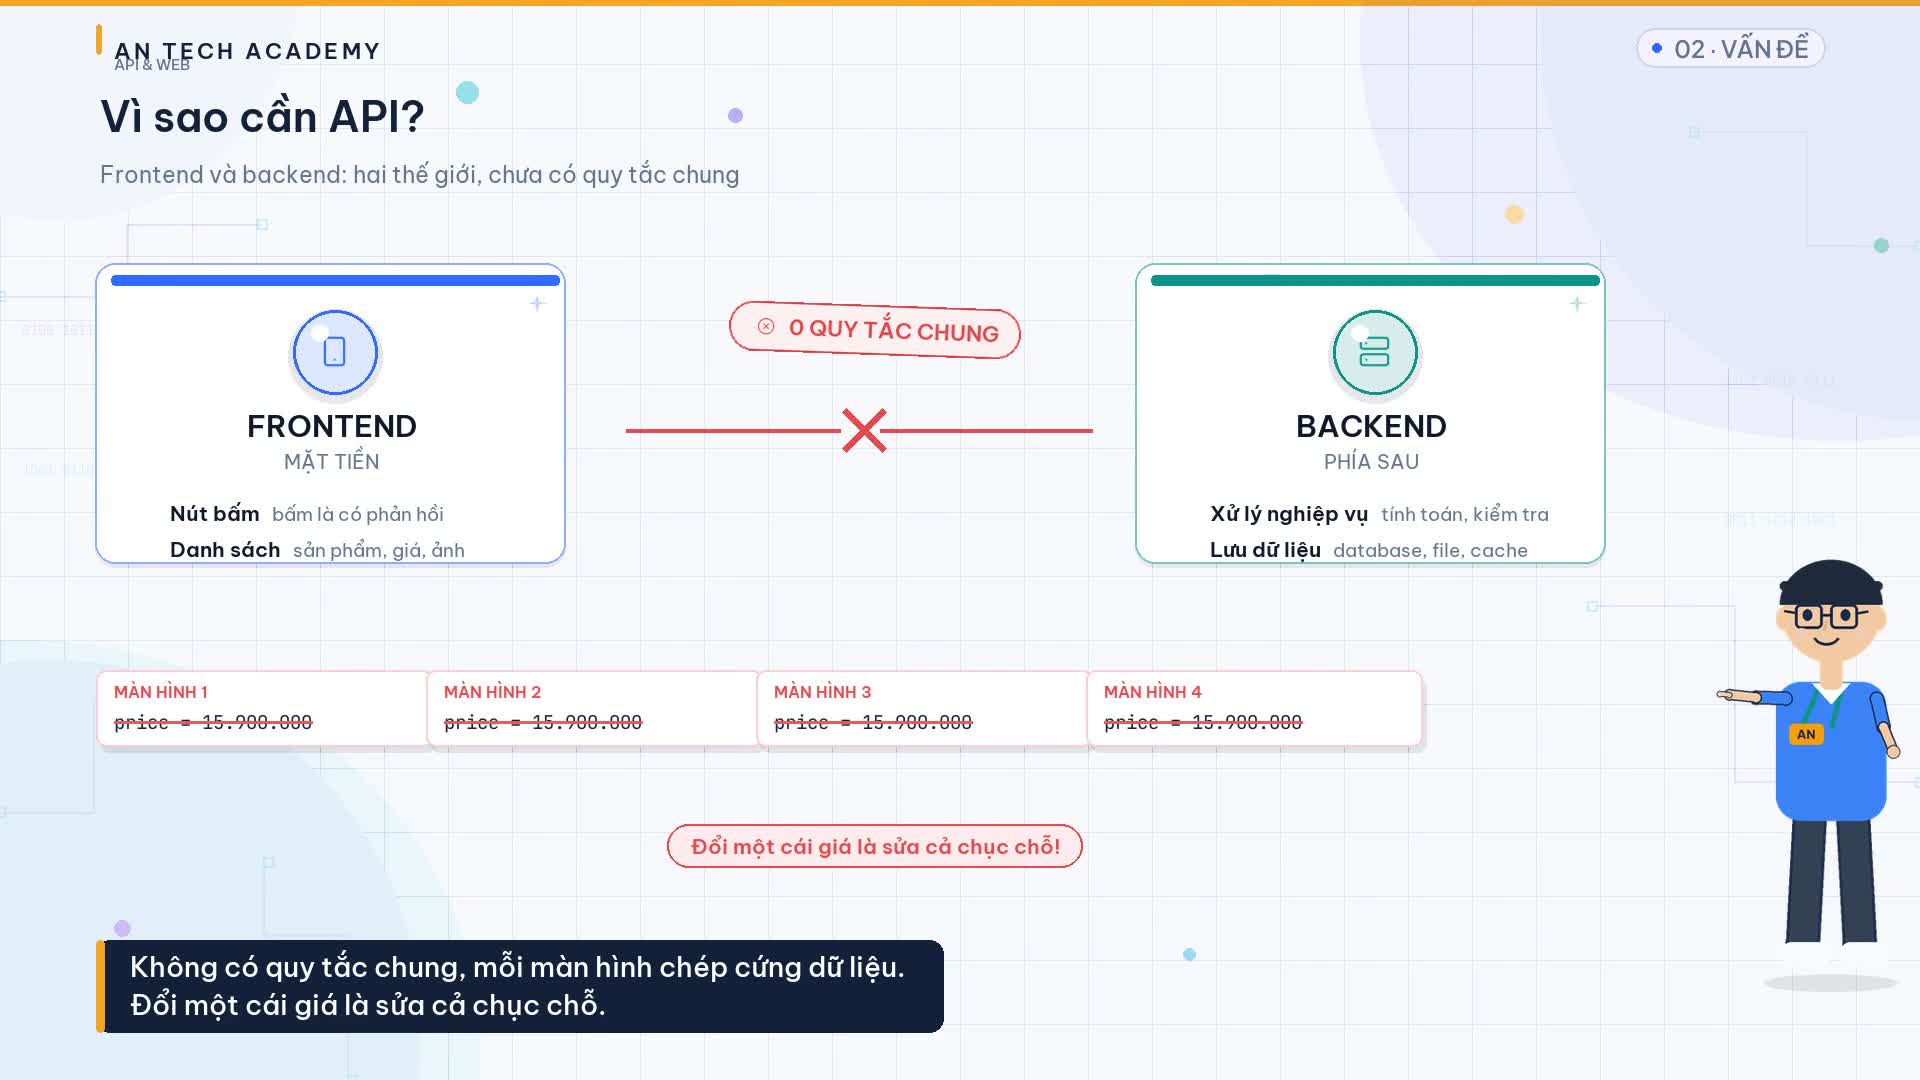 AN TECH ACADEMY
API & WEB
02 · VẤN ĐỀ
Vì sao cần API?
Frontend và backend: hai thế giới, chưa có quy tắc chung
FRONTEND
MẶT TIỀN
Nút bấm bấm là có phản hồi
Danh sách sản phẩm, giá, ảnh
0 QUY TẮC CHUNG
BACKEND
PHÍA SAU
Xử lý nghiệp vụ tính toán, kiểm tra
Lưu dữ liệu database, file, cache
MÀN HÌNH 1
price = 15.900.000
MÀN HÌNH 2
price = 15.900.000
MÀN HÌNH 3
price = 15.900.000
MÀN HÌNH 4
price = 15.900.000
AN
Đổi một cái giá là sửa cả chục chỗ!
Không có quy tắc chung, mỗi màn hình chép cứng dữ liệu.
Đổi một cái giá là sửa cả chục chỗ.